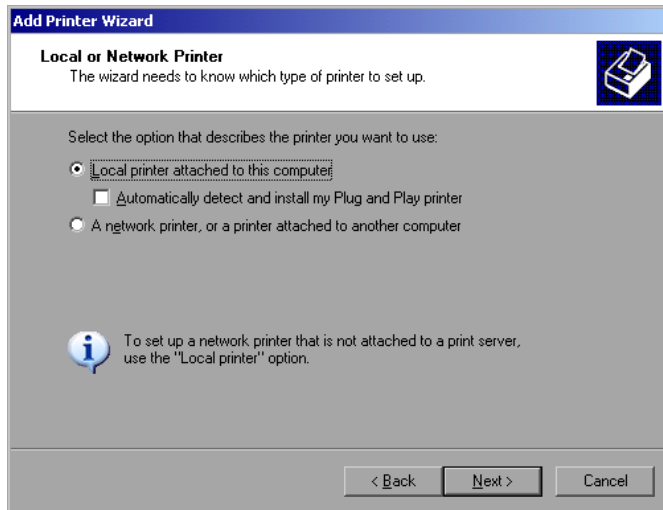 Add Printer Wizard
Local or Network Printer
The wizard needs to know which type of printer to set up.
Select the option that describes the printer you want to use:
Local printer attached to this computer
Automatically detect and install my Plug and Play printer
A network printer, or a printer attached to another computer
To set up a network printer that is not attached to a print server,
use the "Local printer" option.
< Back Next > Cancel